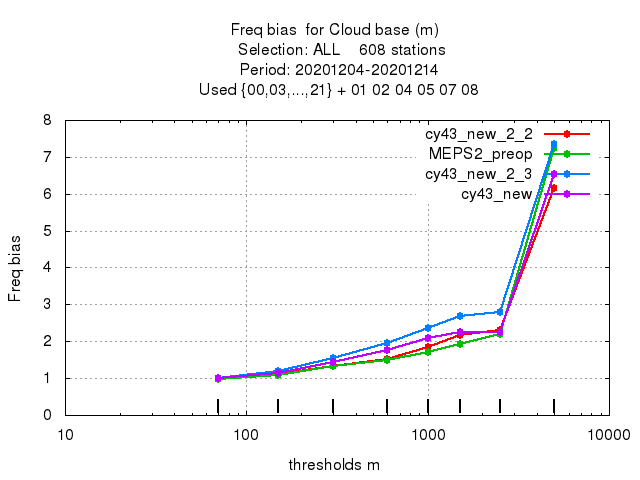 Freq bias  for Cloud base (m)
Selection: ALL    608 stations
Period: 20201204-20201214
Used {00,03,...,21} + 01 02 04 05 07 08
cy43_new_2_2
MEPS2_preop
cy43_new_2_3
cy43_new
Freq bias
8
7
6
5
4
3
2
1
0
10
100
1000
10000
thresholds m